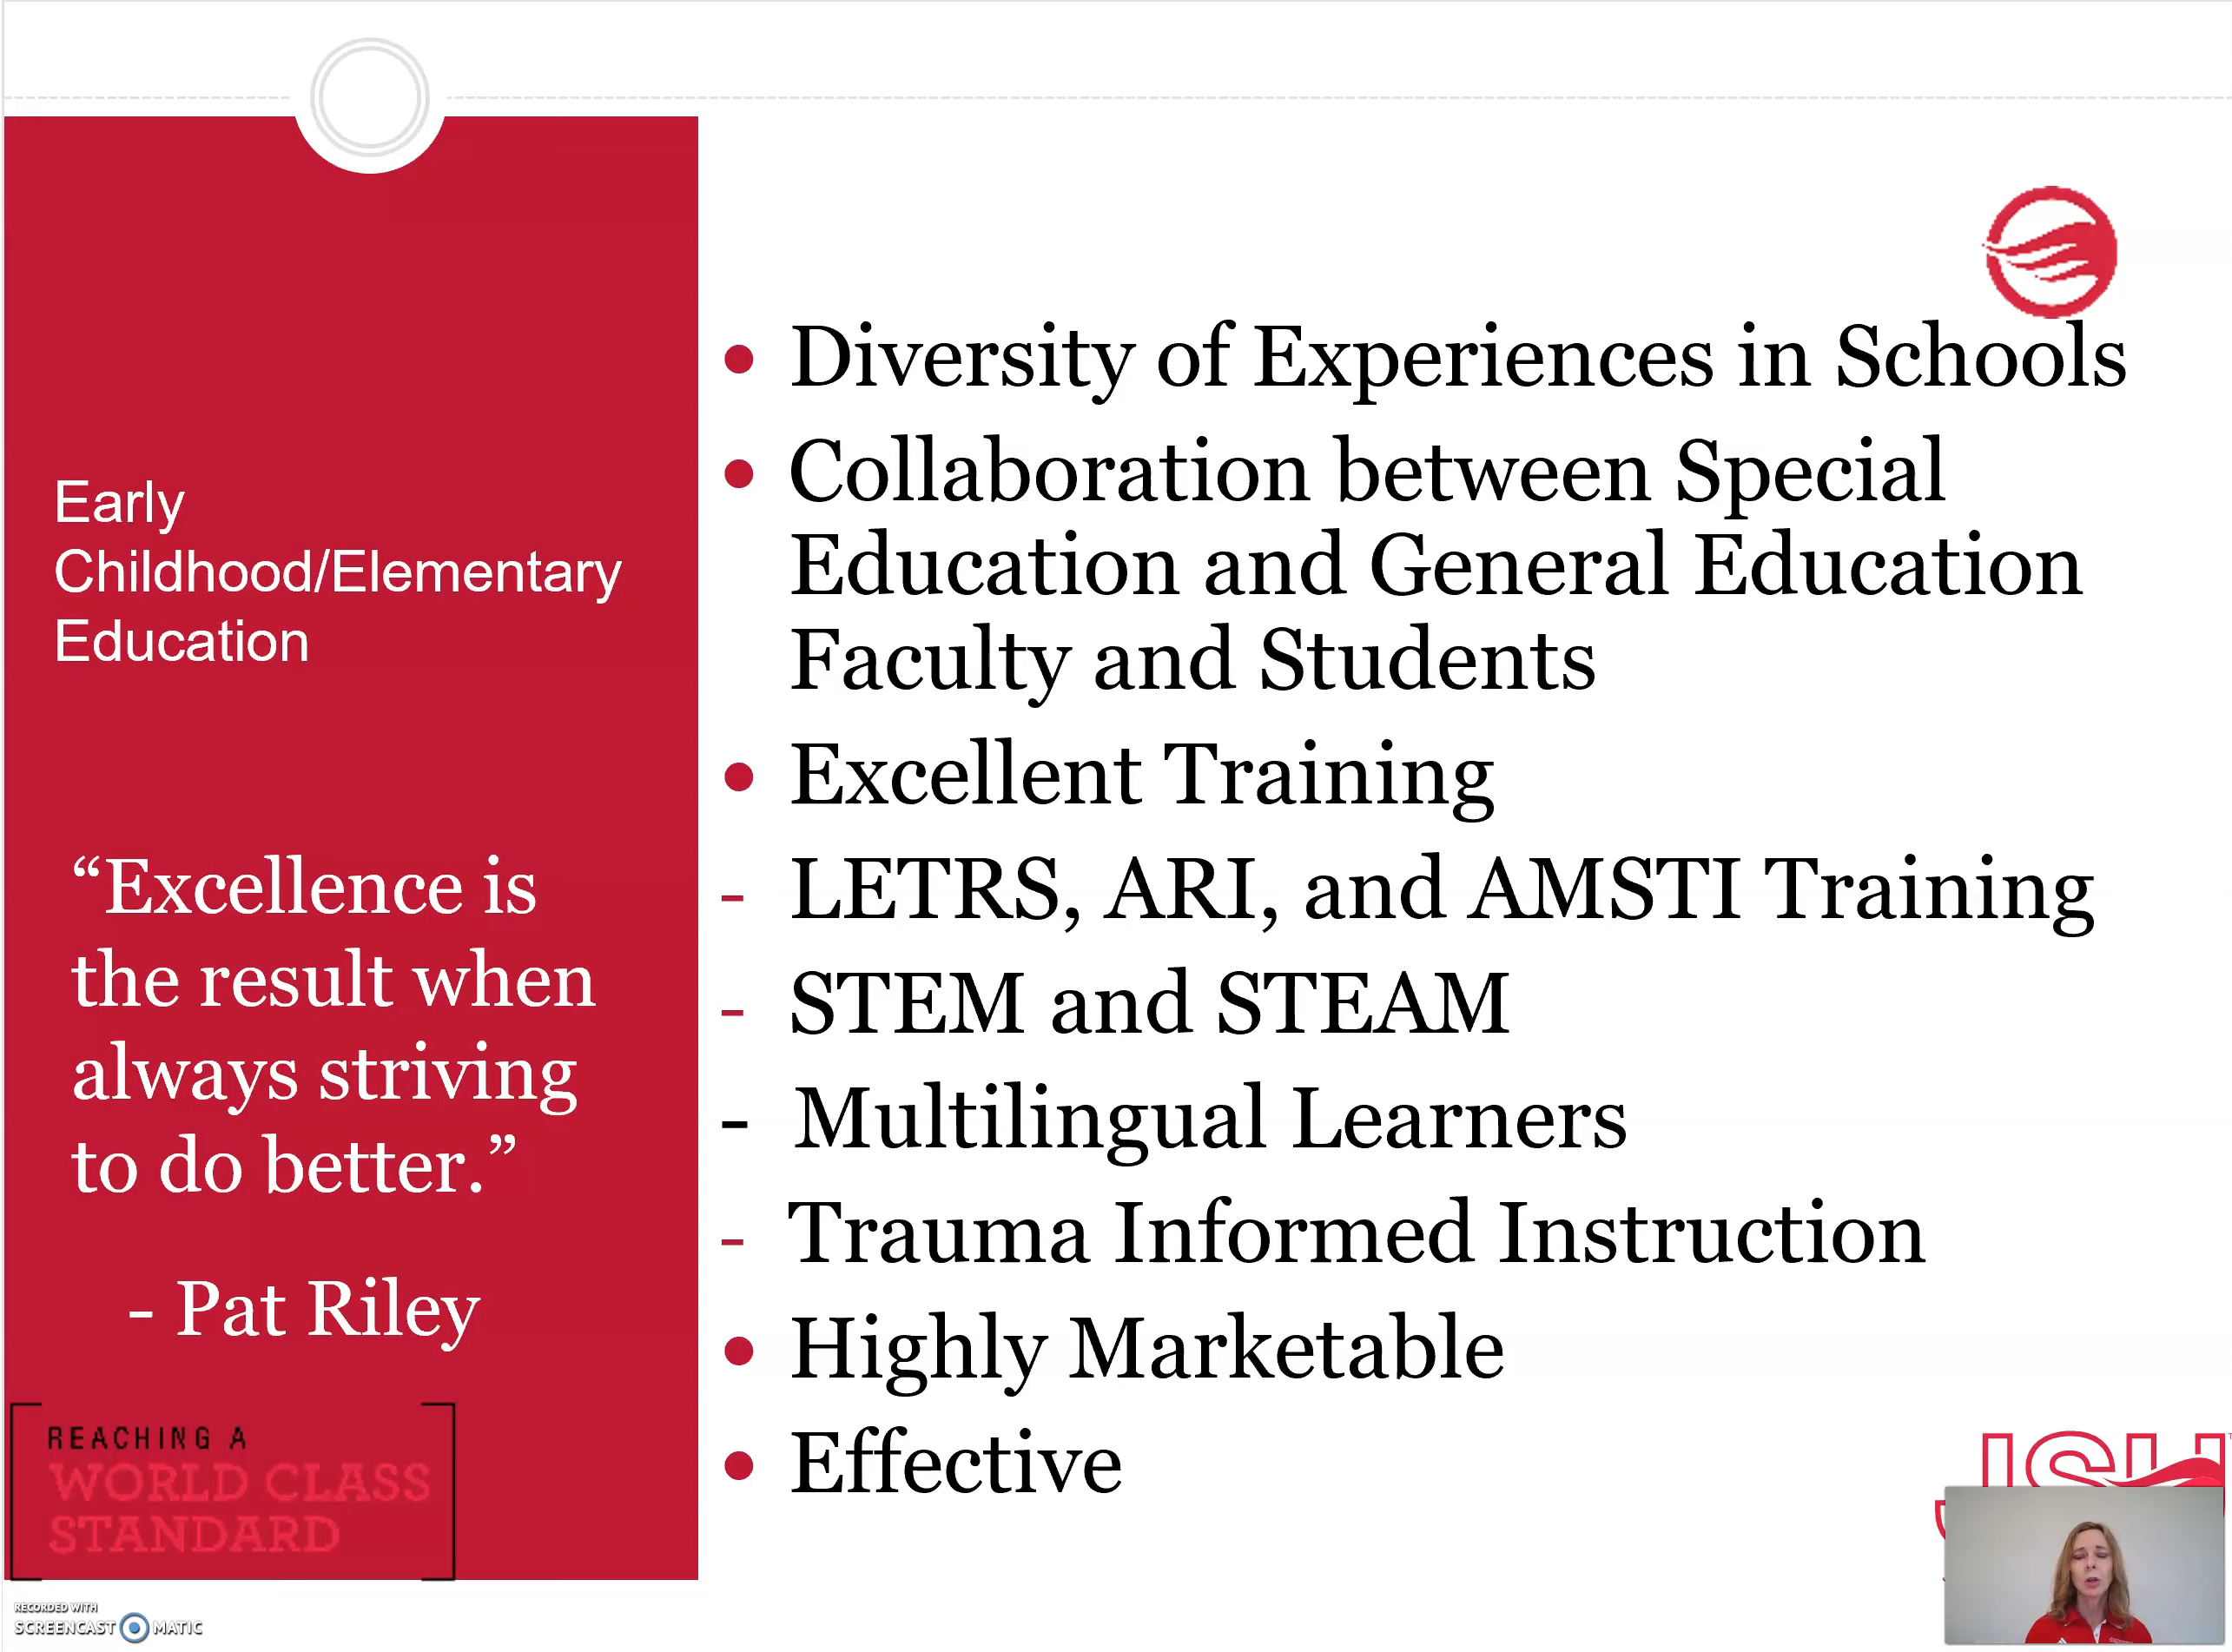 Early
Childhood/Elementary
Education
“Excellence is
the result when
always striving
to do better.”
- Pat Riley
REACHING A
WORLD CLASS
STANDARD
• Diversity of Experiences in Schools
• Collaboration between Special
Education and General Education
Faculty and Students
• Excellent Training
- LETRS, ARI, and AMSTI Training
- STEM and STEAM
- Multilingual Learners
- Trauma Informed Instruction
• Highly Marketable
• Effective
RECORDED WITH
SCREENCAST MATIC